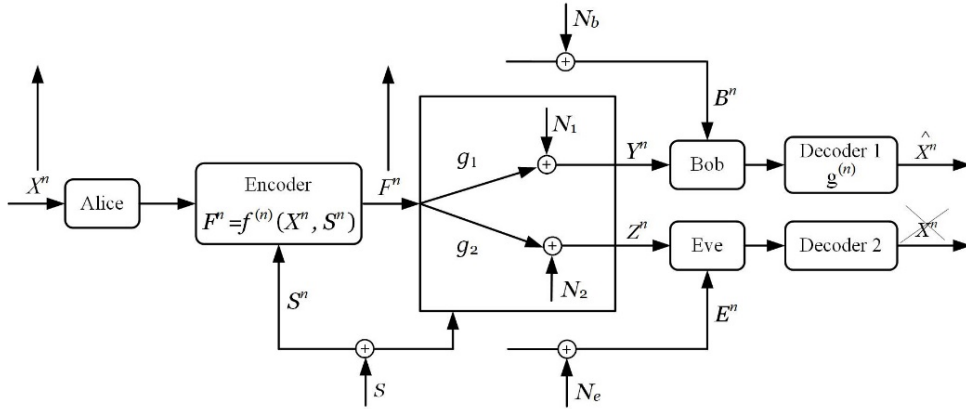 N_b
B^n
X^n
Alice
Encoder
F^n = f^(n) (X^n, S^n)
F^n
g_1
N_1
Y^n
Bob
Decoder 1
g^(n)
X̂^n
g_2
N_2
Z^n
Eve
Decoder 2
X^n
S^n
S
E^n
N_e